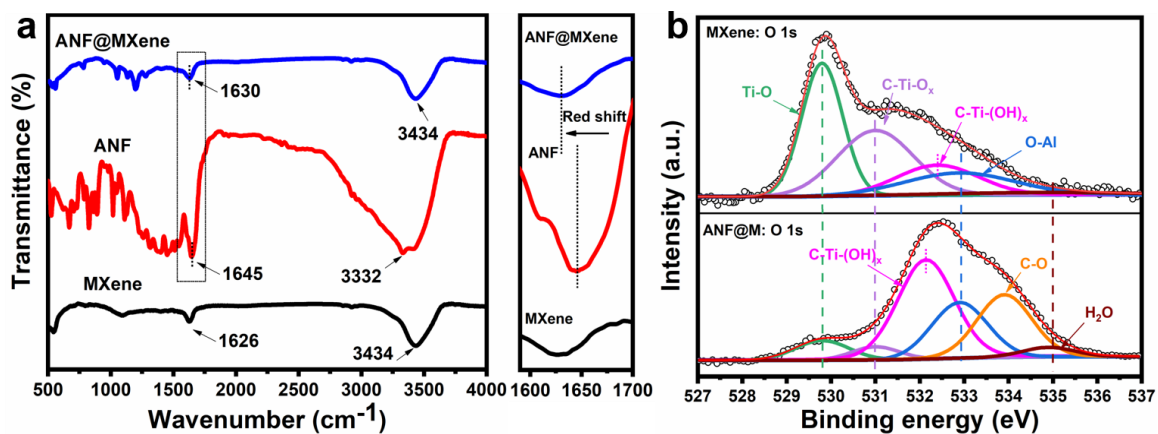 a
ANF@MXene
1630
3434
ANF
1645
3332
MXene
1626
3434
Transmittance (%)
500 1000 1500 2000 2500 3000 3500 4000
Wavenumber (cm-1)
ANF@MXene
Red shift
ANF
MXene
1600 1700
b
MXene: O 1s
Ti-O
C-Ti-Ox
C-Ti-(OH)x
O-Al
ANF@M: O 1s
C-Ti-(OH)x
C-O
H2O
Intensity (a.u.)
527 528 529 530 531 532 533 534 535 536 537
Binding energy (eV)